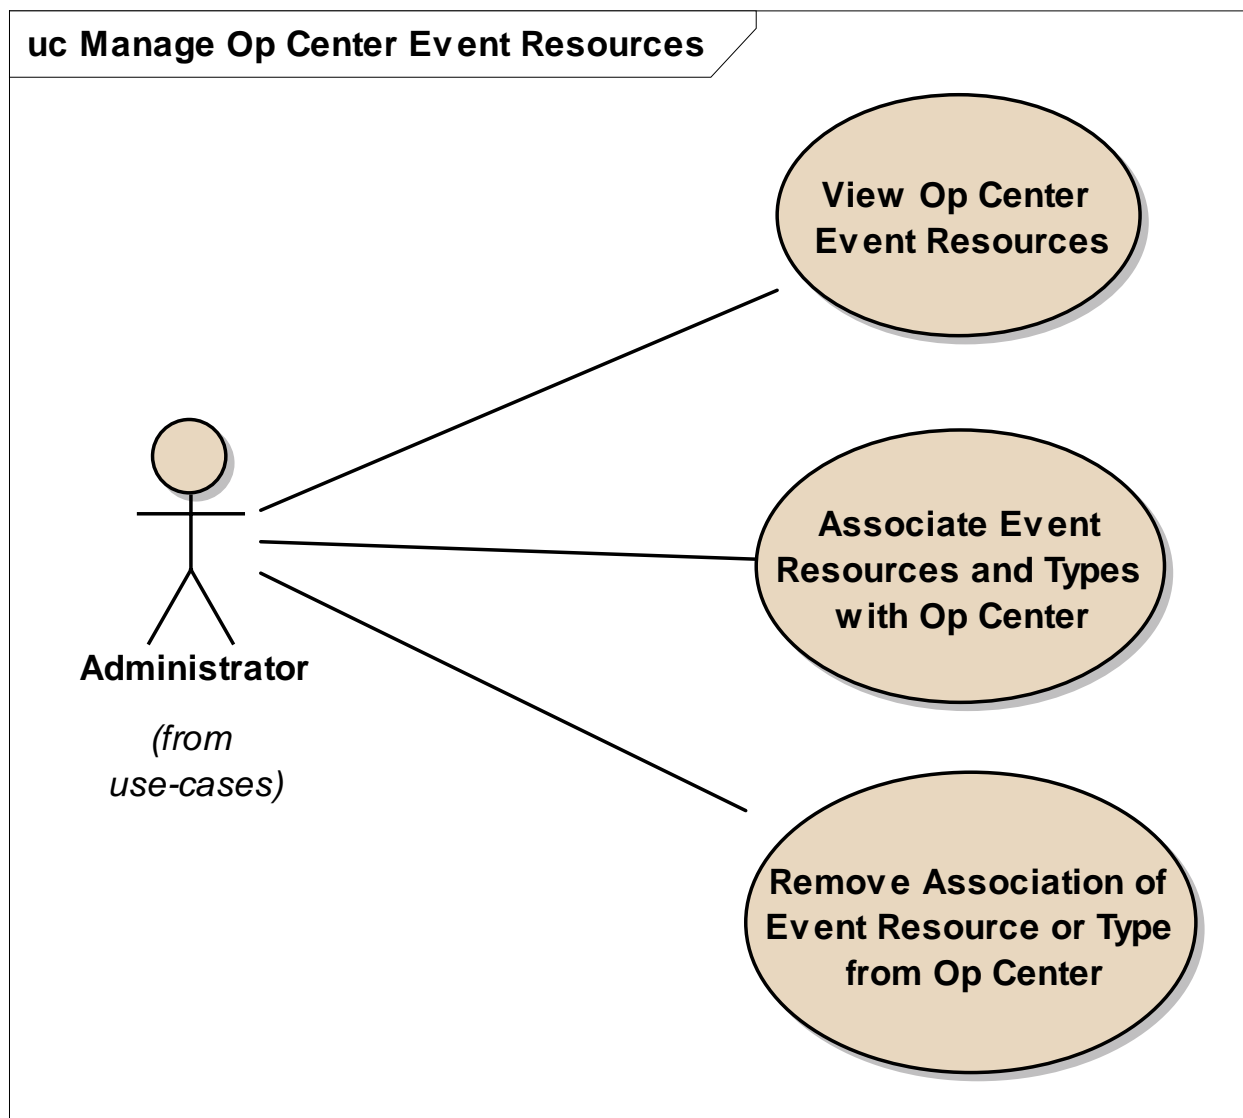 uc Manage Op Center Event Resources
View Op Center
Event Resources
Associate Event
Resources and Types
with Op Center
Administrator
(from
use-cases)
Remove Association of
Event Resource or Type
from Op Center